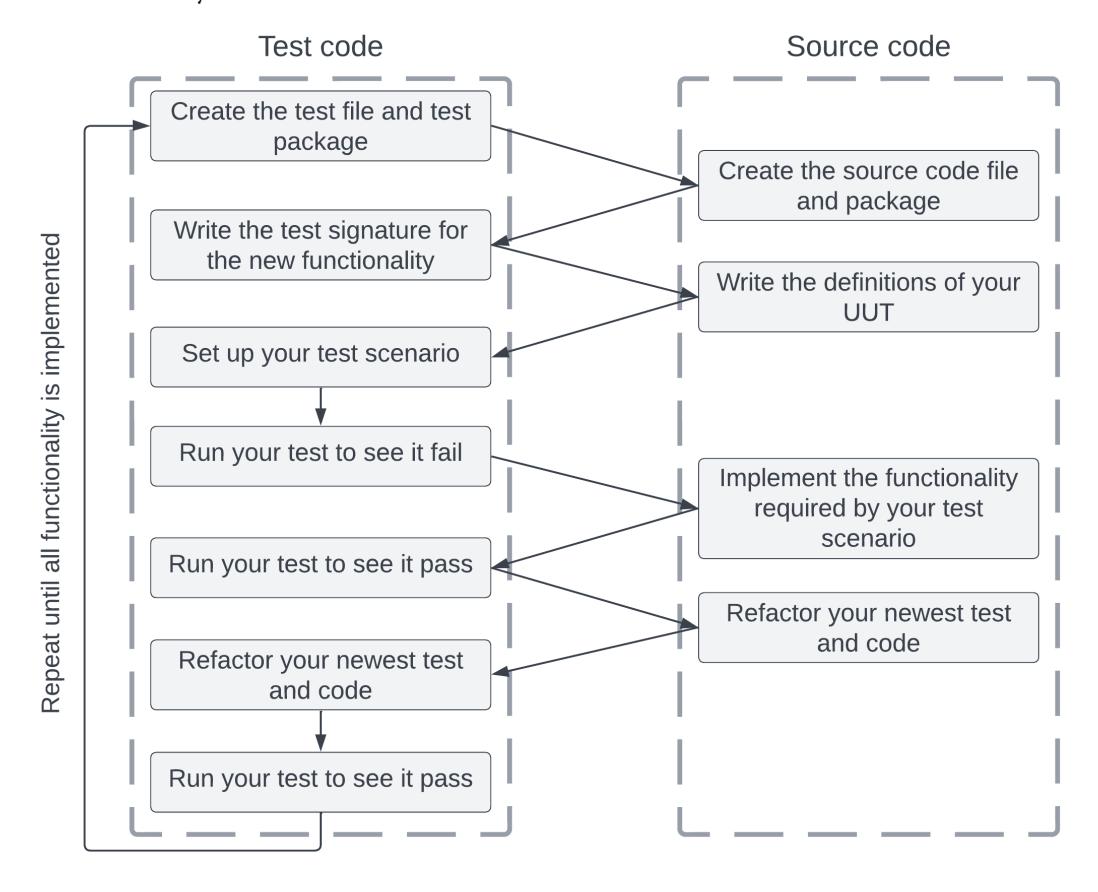 Test code
Source code
Create the test file and test
package
Create the source code file
and package
Write the test signature for
the new functionality
Write the definitions of your
UUT
Set up your test scenario
Run your test to see it fail
Implement the functionality
required by your test
scenario
Run your test to see it pass
Refactor your newest test
and code
Refactor your newest test
and code
Run your test to see it pass
Repeat until all functionality is implemented